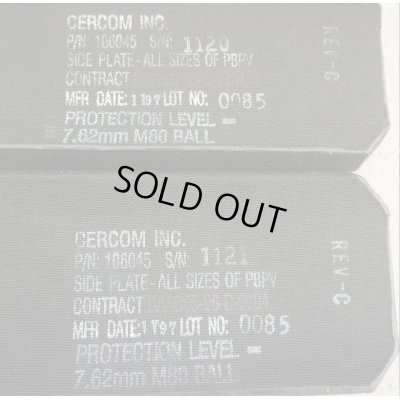 CERCOM INC.
P/N: 106045 S/N: 1120
SIDE PLATE-ALL SIZES OF PBPV
CONTRACT
MFR DATE: 197 LOT NO: 0085
PROTECTION LEVEL -
7.62mm M80 BALL
REV-C
SOLD OUT
CERCOM INC.
P/N: 106045 S/N: 1121
SIDE PLATE-ALL SIZES OF PBPV
CONTRACT
MFR DATE: 197 LOT NO: 0085
PROTECTION LEVEL -
7.62mm M80 BALL
REV-C